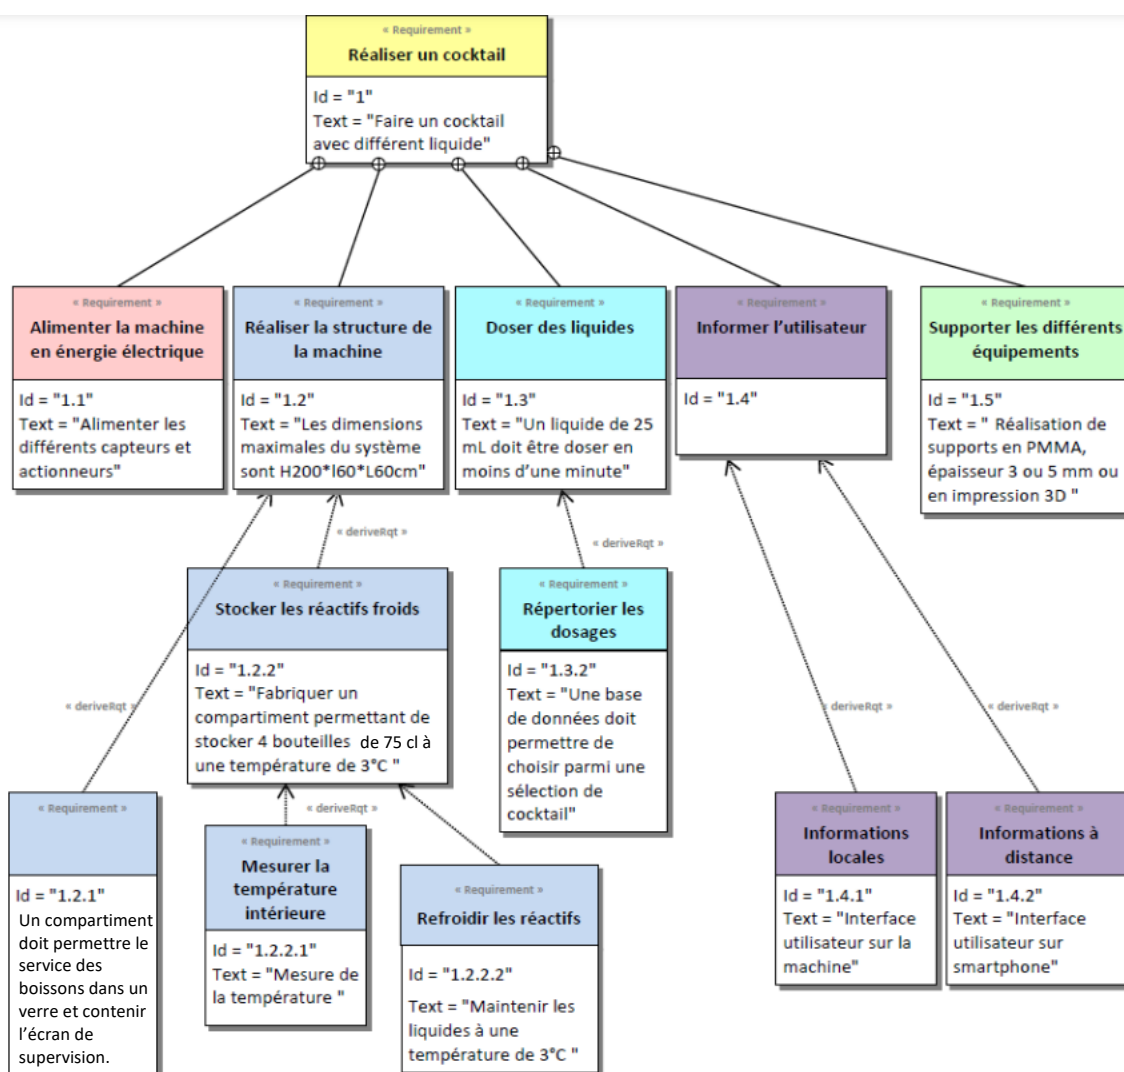 « Requirement »
Réaliser un cocktail
Id = "1"
Text = "Faire un cocktail
avec différent liquide"
« Requirement »
Alimenter la machine
en énergie électrique
Id = "1.1"
Text = "Alimenter les
différents capteurs et
actionneurs"
« Requirement »
Réaliser la structure de
la machine
Id = "1.2"
Text = "Les dimensions
maximales du système
sont H200*l60*L60cm"
« Requirement »
Doser des liquides
Id = "1.3"
Text = "Un liquide de 25
mL doit être doser en
moins d'une minute"
« Requirement »
Informer l'utilisateur
Id = "1.4"
« Requirement »
Supporter les différents
équipements
Id = "1.5"
Text = " Réalisation de
supports en PMMA,
épaisseur 3 ou 5 mm ou
en impression 3D "
« deriveRqt »
« deriveRqt »
« Requirement »
Stocker les réactifs froids
Id = "1.2.2"
Text = "Fabriquer un
compartiment permettant de
stocker 4 bouteilles de 75 cl à
une température de 3°C "
« Requirement »
Répertorier les
dosages
Id = "1.3.2"
Text = "Une base
de données doit
permettre de
choisir parmi une
sélection de
cocktail"
« deriveRqt »
« deriveRqt »
« deriveRqt »
« deriveRqt »
« Requirement »
Id = "1.2.1"
Un compartiment
doit permettre le
service des
boissons dans un
verre et contenir
l'écran de
supervision.
« Requirement »
Mesurer la
température
intérieure
Id = "1.2.2.1"
Text = "Mesure de
la température "
« Requirement »
Refroidir les réactifs
Id = "1.2.2.2"
Text = "Maintenir les
liquides à une
température de 3°C "
« Requirement »
Informations
locales
Id = "1.4.1"
Text = "Interface
utilisateur sur la
machine"
« Requirement »
Informations à
distance
Id = "1.4.2"
Text = "Interface
utilisateur sur
smartphone"